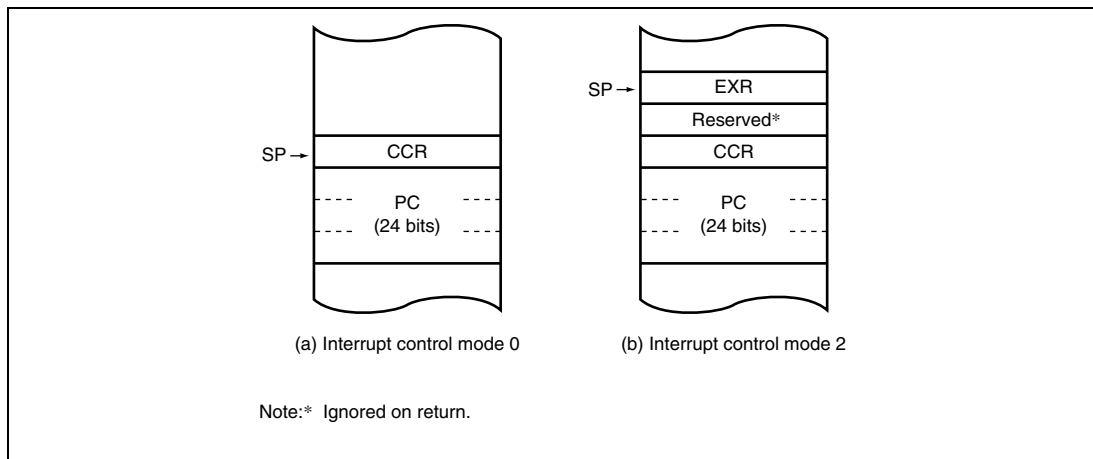 SP→ CCR
PC
(24 bits)
(a) Interrupt control mode 0
SP→ EXR
Reserved*
CCR
PC
(24 bits)
(b) Interrupt control mode 2
Note:* Ignored on return.